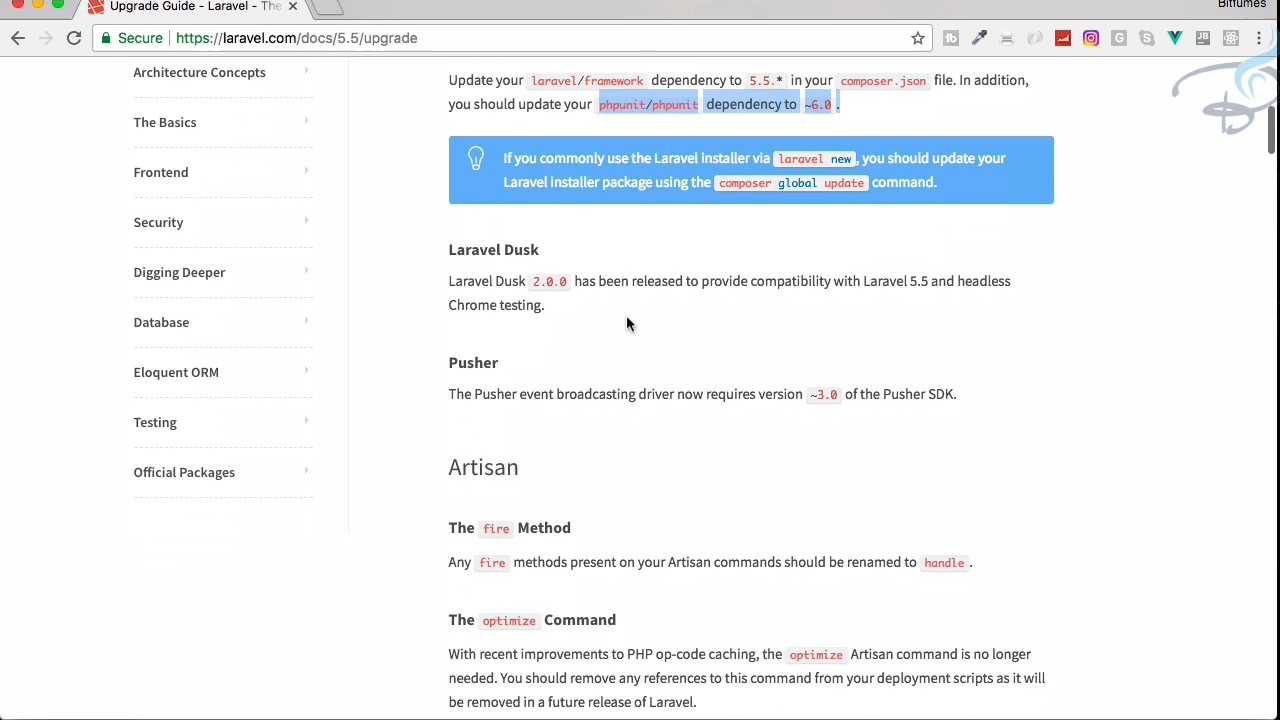 Upgrade Guide - Laravel - The
Bitfumes
Secure https://laravel.com/docs/5.5/upgrade
Architecture Concepts
The Basics
Frontend
Security
Digging Deeper
Database
Eloquent ORM
Testing
Official Packages
Update your laravel/framework dependency to 5.5.* in your composer.json file. In addition,
you should update your phpunit/phpunit dependency to ~6.0 .
If you commonly use the Laravel installer via laravel new, you should update your
Laravel installer package using the composer global update command.
Laravel Dusk
Laravel Dusk 2.0.0 has been released to provide compatibility with Laravel 5.5 and headless
Chrome testing.
Pusher
The Pusher event broadcasting driver now requires version ~3.0 of the Pusher SDK.
Artisan
The fire Method
Any fire methods present on your Artisan commands should be renamed to handle.
The optimize Command
With recent improvements to PHP op-code caching, the optimize Artisan command is no longer
needed. You should remove any references to this command from your deployment scripts as it will
be removed in a future release of Laravel.